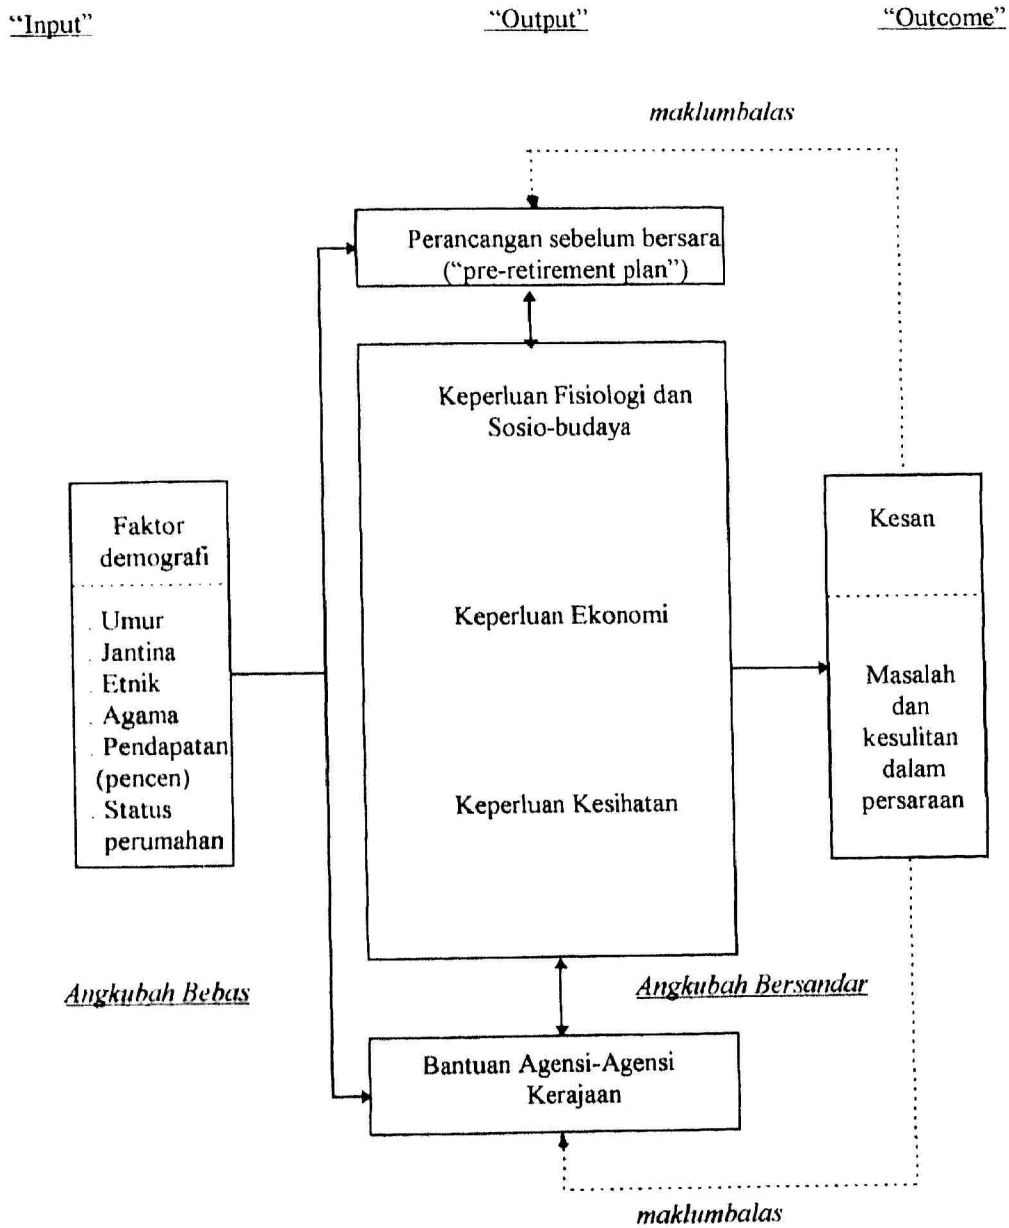 “Input”
“Output”
“Outcome”
maklumbalas
Perancangan sebelum bersara
(“pre-retirement plan”)
Keperluan Fisiologi dan
Sosio-budaya
Keperluan Ekonomi
Keperluan Kesihatan
Faktor
demografi
. Umur
. Jantina
. Etnik
. Agama
. Pendapatan
(pencen)
. Status
perumahan
Kesan
Masalah
dan
kesulitan
dalam
persaraan
Angkubah Bebas
Angkubah Bersandar
Bantuan Agensi-Agensi
Kerajaan
maklumbalas